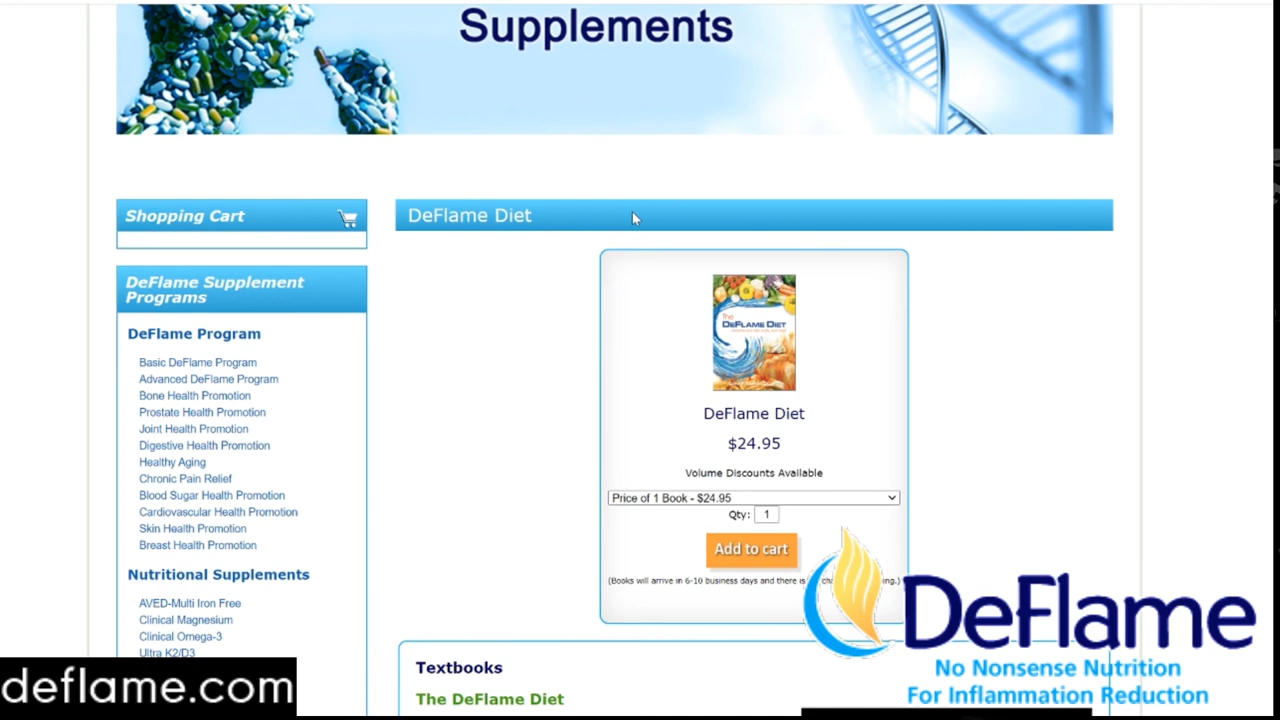 Supplements
Shopping Cart
DeFlame Diet
DeFlame Supplement
Programs
DeFlame Program
Basic DeFlame Program
Advanced DeFlame Program
Bone Health Promotion
Prostate Health Promotion
Joint Health Promotion
Digestive Health Promotion
Healthy Aging
Chronic Pain Relief
Blood Sugar Health Promotion
Cardiovascular Health Promotion
Skin Health Promotion
Breast Health Promotion
Nutritional Supplements
AVED-Multi Iron Free
Clinical Magnesium
Clinical Omega-3
Ultra K2/D3
The
DEFLAME DIET
DeFlame Diet
$24.95
Volume Discounts Available
Price of 1 Book - $24.95
Qty: 1
Add to cart
(Books will arrive in 6-10 business days and there is
Textbooks
The DeFlame Diet
deflame.com
DeFlame
No Nonsense Nutrition
For Inflammation Reduction